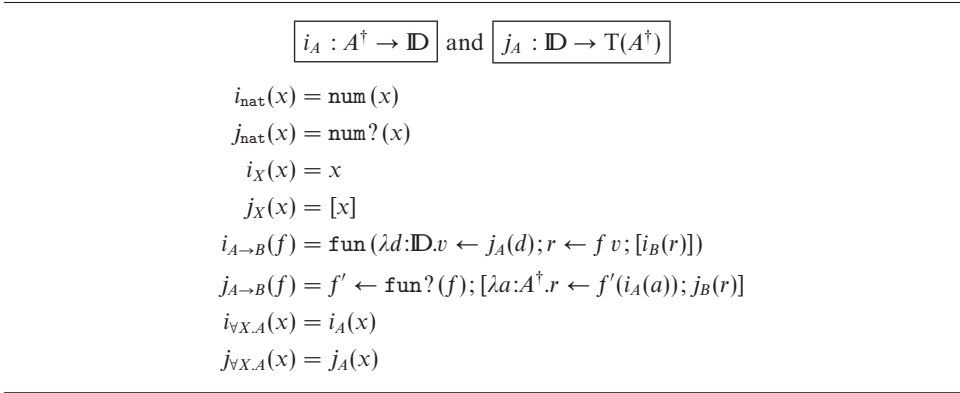 i_A : A† → 𝔻 and j_A : 𝔻 → T(A†)
i_nat(x) = num (x)
j_nat(x) = num? (x)
i_X(x) = x
j_X(x) = [x]
i_{A→B}(f) = fun (λd:𝔻.v ← j_A(d); r ← f v; [i_B(r)])
j_{A→B}(f) = f′ ← fun? (f); [λa:A†.r ← f′(i_A(a)); j_B(r)]
i_{∀X.A}(x) = i_A(x)
j_{∀X.A}(x) = j_A(x)